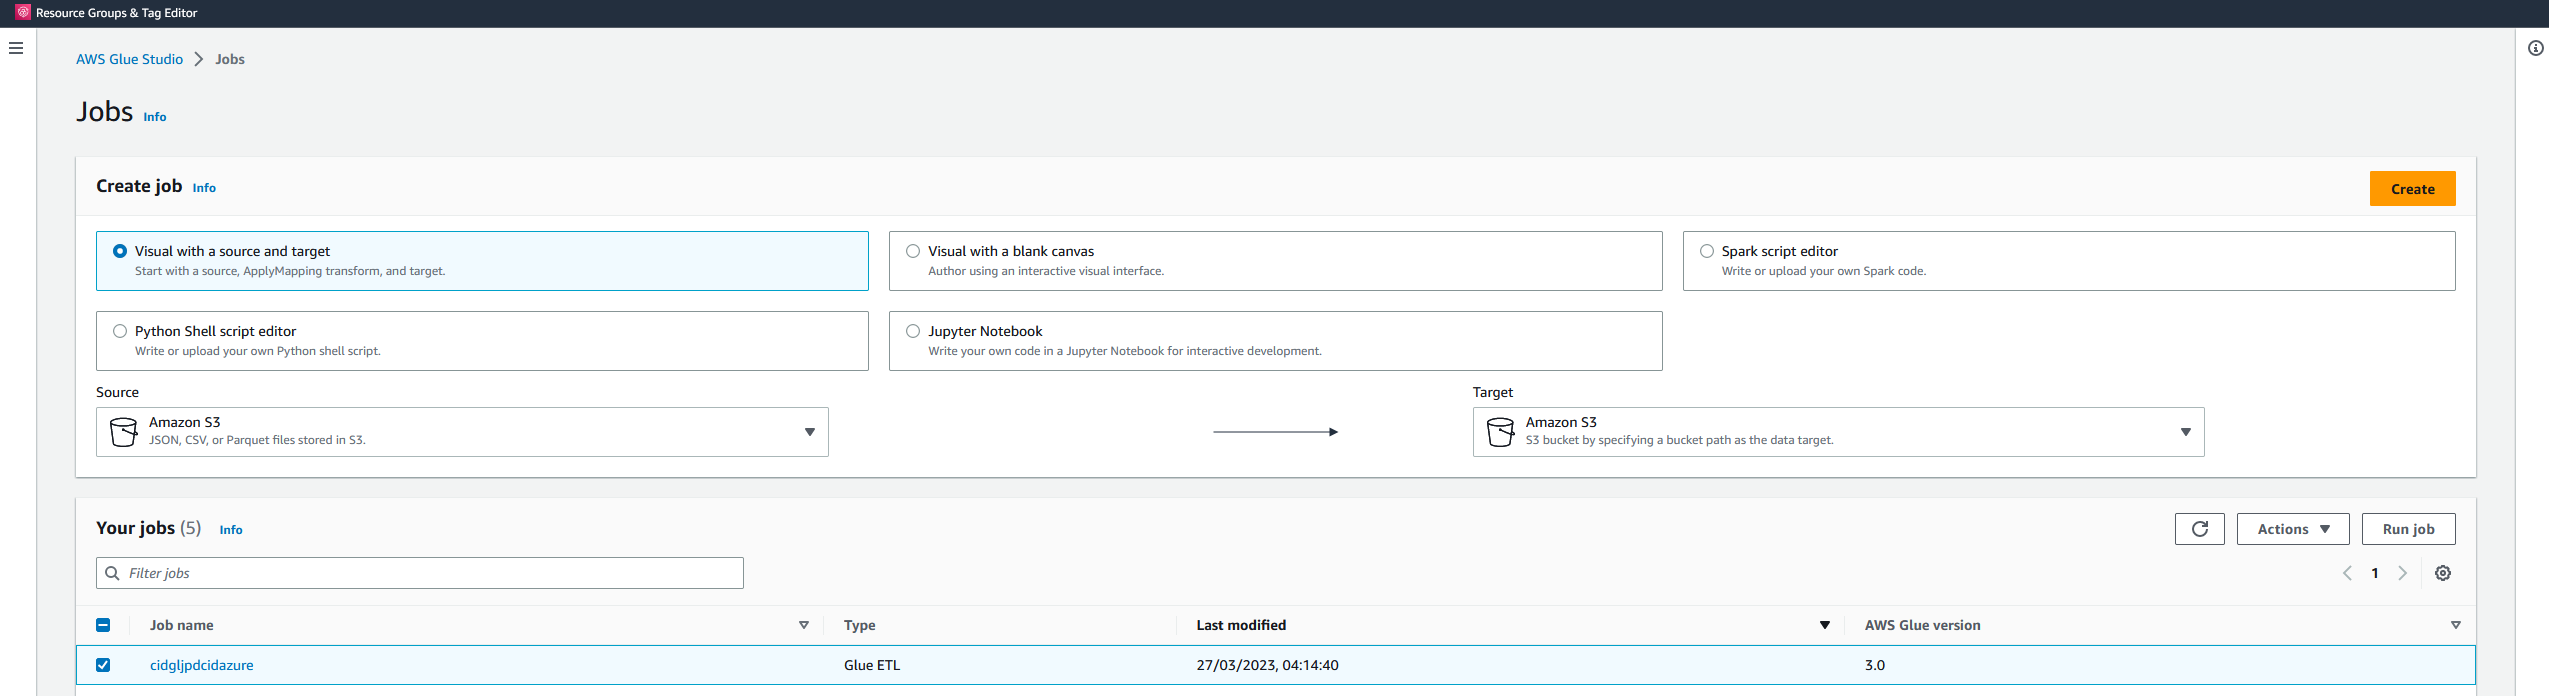 Resource Groups & Tag Editor
AWS Glue Studio > Jobs
Jobs Info
Create job Info
Create
Visual with a source and target
Start with a source, ApplyMapping transform, and target.
Visual with a blank canvas
Author using an interactive visual interface.
Spark script editor
Write or upload your own Spark code.
Python Shell script editor
Write or upload your own Python shell script.
Jupyter Notebook
Write your own code in a Jupyter Notebook for interactive development.
Source
Amazon S3
JSON, CSV, or Parquet files stored in S3.
Target
Amazon S3
S3 bucket by specifying a bucket path as the data target.
Your jobs (5) Info
Actions
Run job
Filter jobs
1
Job name Type Last modified AWS Glue version
cidgljpdcidazure Glue ETL 27/03/2023, 04:14:40 3.0